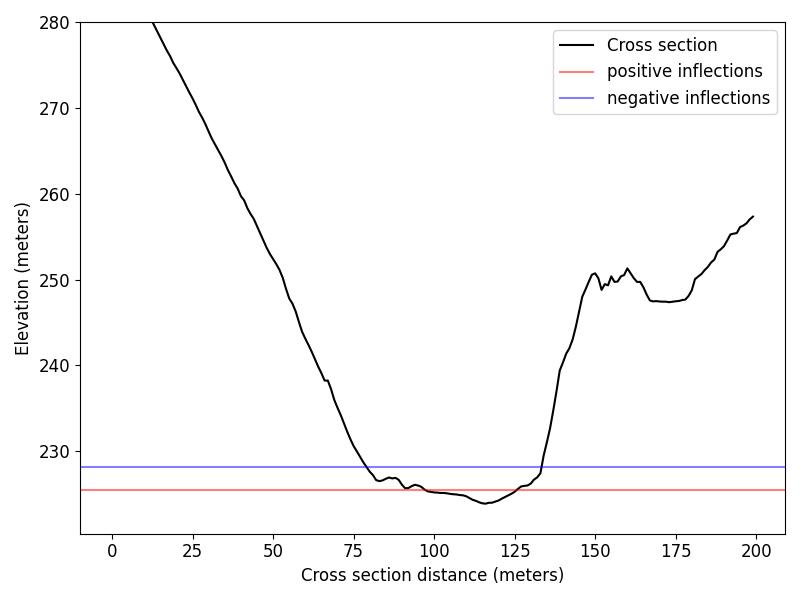 280
270
260
250
240
230
Elevation (meters)
Cross section
positive inflections
negative inflections
0 25 50 75 100 125 150 175 200
Cross section distance (meters)